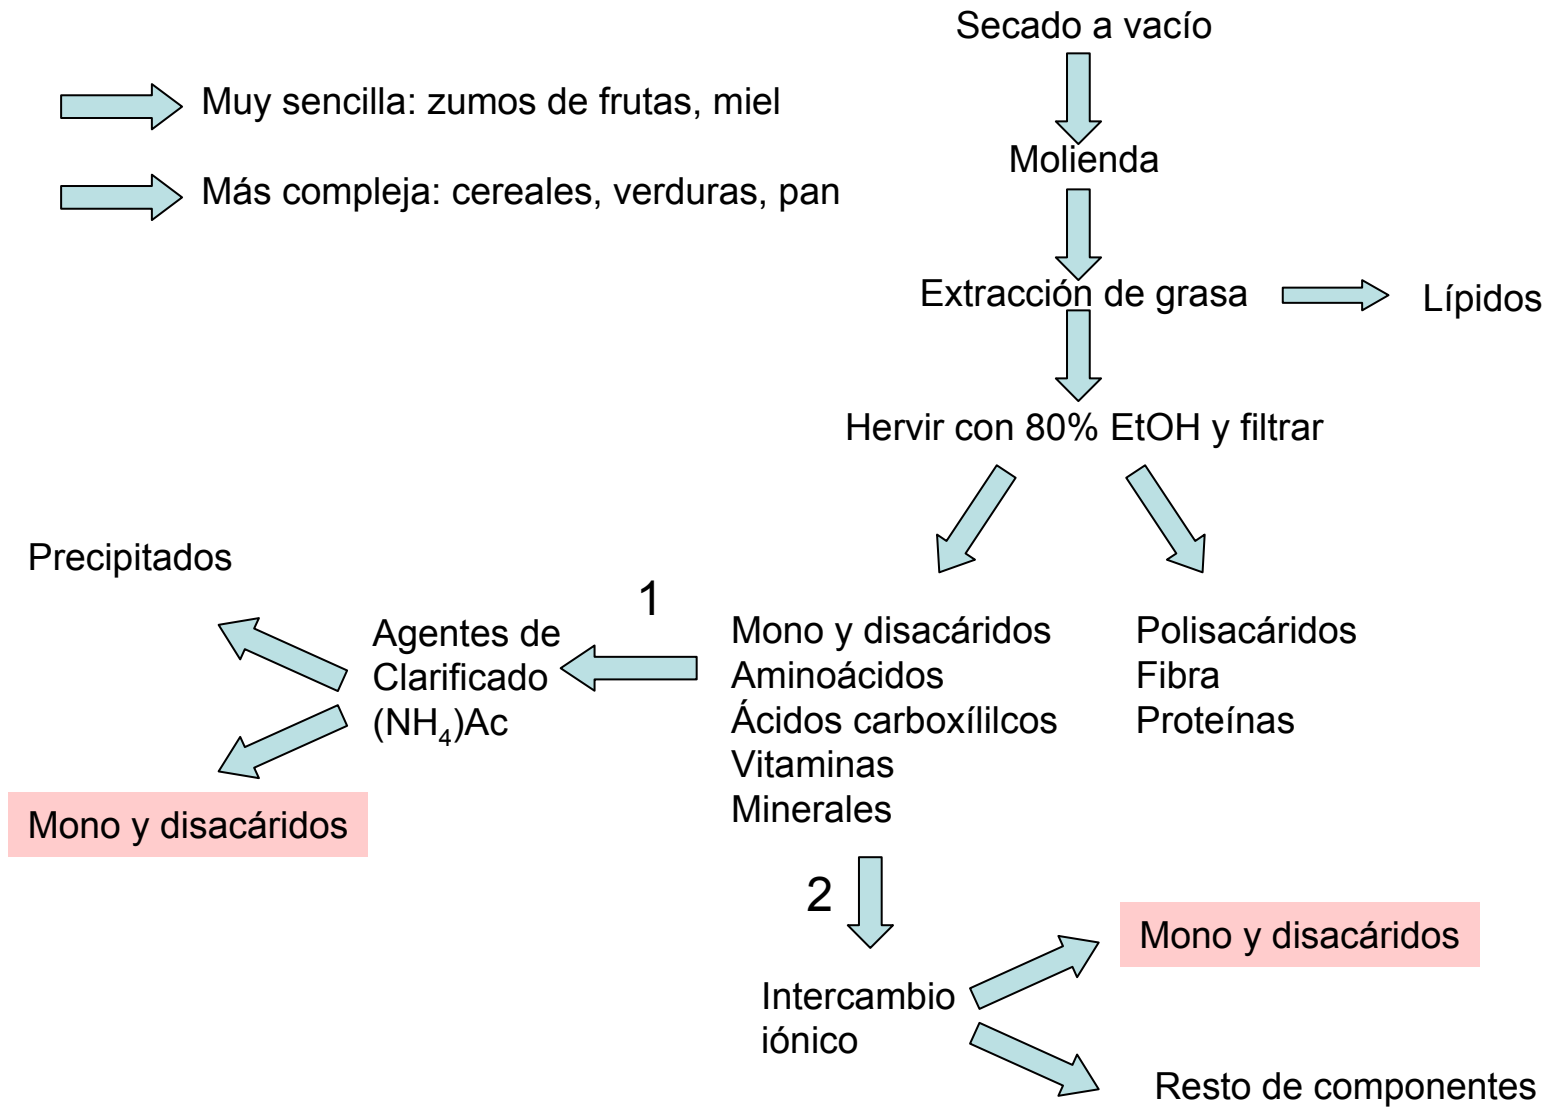 Secado a vacío
Muy sencilla: zumos de frutas, miel
Molienda
Más compleja: cereales, verduras, pan
Extracción de grasa
Lípidos
Hervir con 80% EtOH y filtrar
Precipitados
1
Agentes de
Clarificado
(NH4)Ac
Mono y disacáridos
Aminoácidos
Ácidos carboxílilcos
Vitaminas
Minerales
Polisacáridos
Fibra
Proteínas
Mono y disacáridos
2
Mono y disacáridos
Intercambio
iónico
Resto de componentes